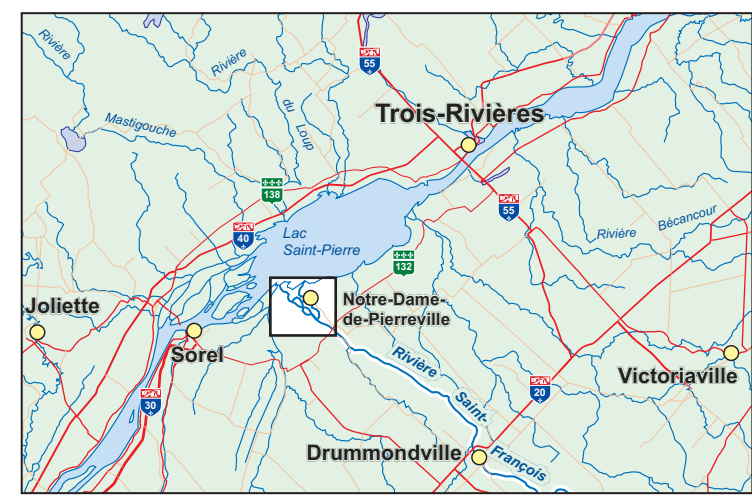 Rivière
Rivière
55
Trois-Rivières
Mastigouche
du Loup
138
55
Bécancour
Rivière
40
Lac
Saint-Pierre
132
Joliette
Notre-Dame-
de-Pierreville
Sorel
Rivière
Saint-
François
Victoriaville
20
30
Drummondville